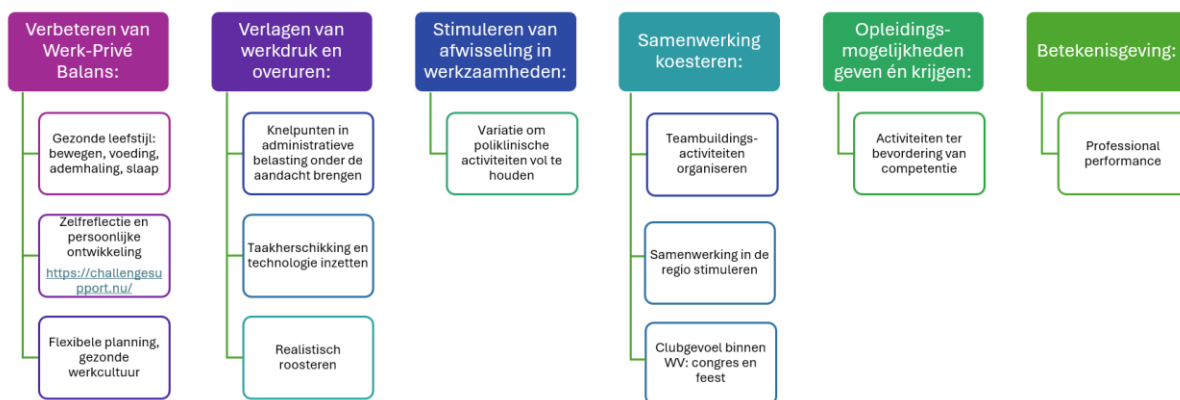 Verbeteren van
Werk-Privé
Balans:
Gezonde leefstijl:
bewegen, voeding,
ademhaling, slaap
Zelfreflectie en
persoonlijke
ontwikkeling
https://challengesu
pport.nu/
Flexibele planning,
gezonde
werkcultuur
Verlagen van
werkdruk en
overuren:
Knelpunten in
administratieve
belasting onder de
aandacht brengen
Taakherschikking en
technologie inzetten
Realistisch
roosteren
Stimuleren van
afwisseling in
werkzaamheden:
Variatie om
poliklinische
activiteiten vol te
houden
Samenwerking
koesteren:
Teambuildings-
activiteiten
organiseren
Samenwerking in de
regio stimuleren
Clubgevoel binnen
WV: congres en
feest
Opleidings-
mogelijkheden
geven én krijgen:
Activiteiten ter
bevordering van
competentie
Betekenisgeving:
Professional
performance